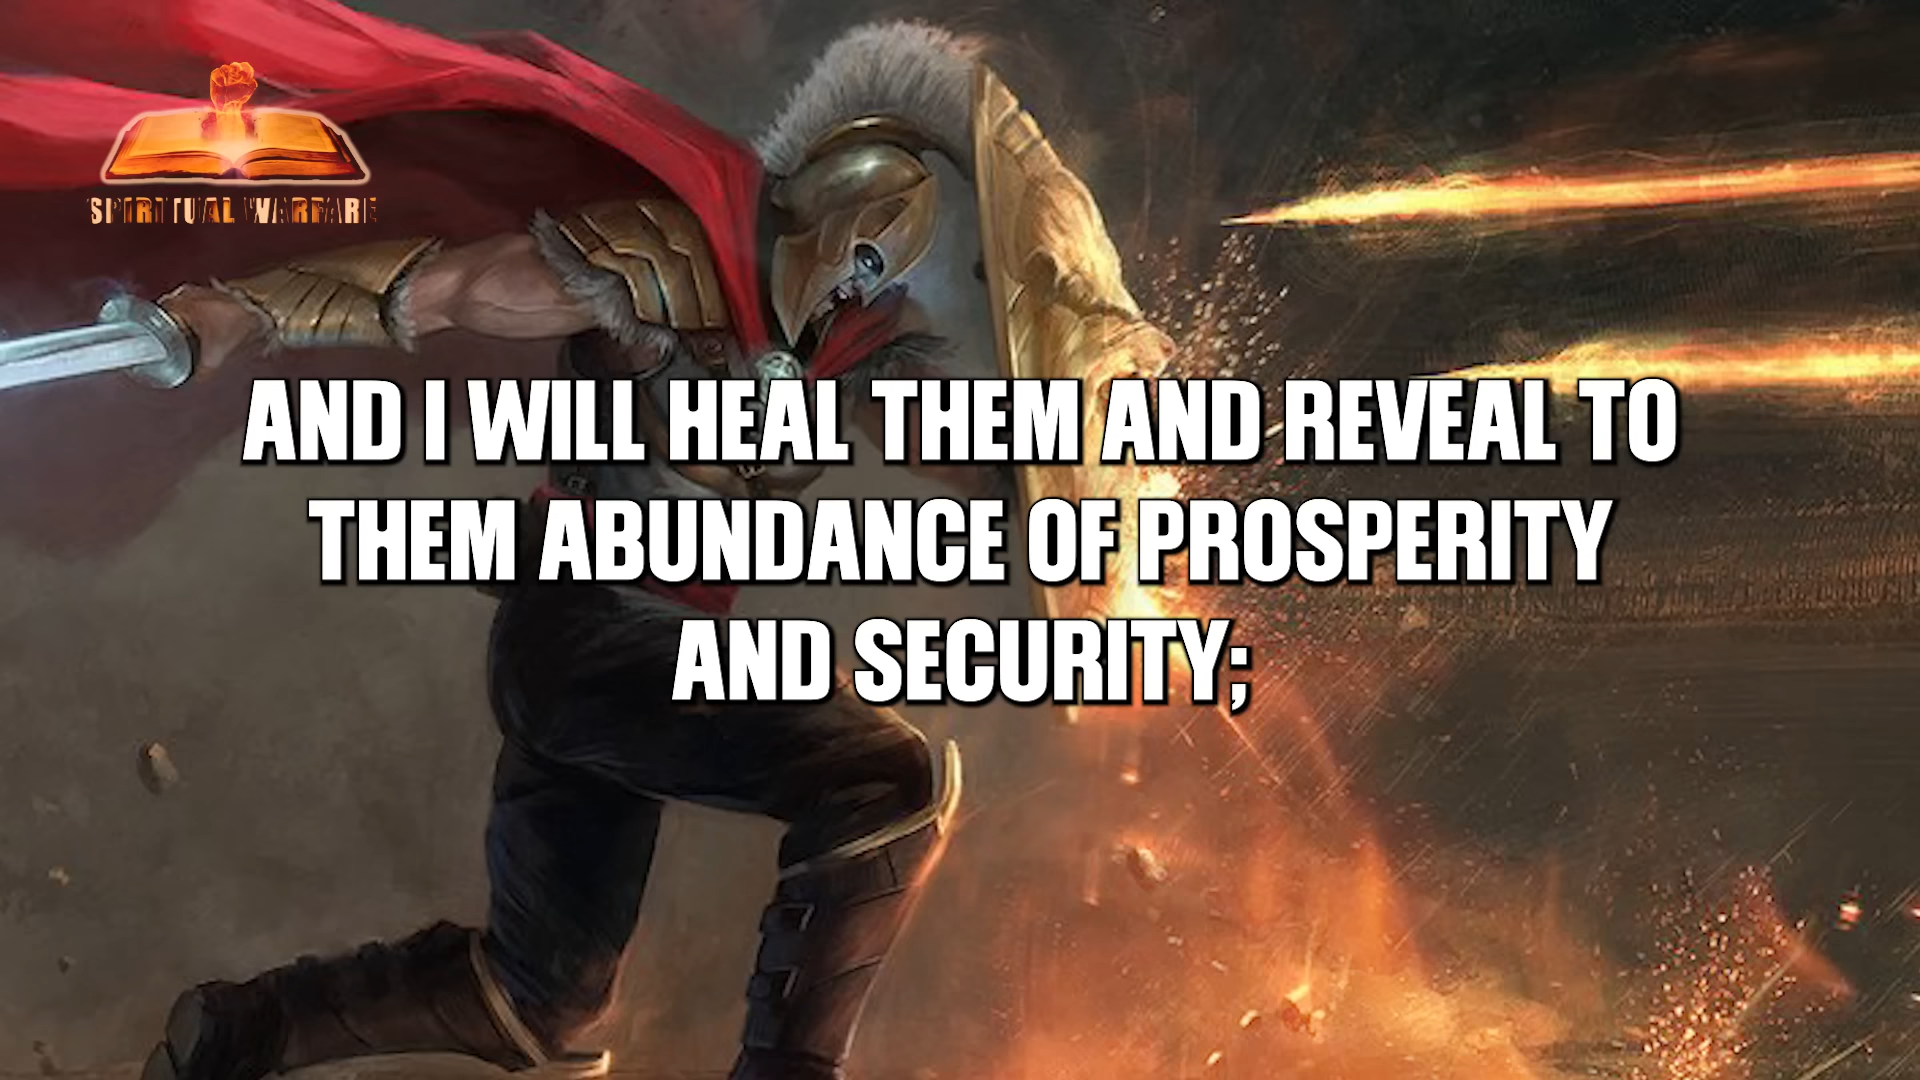 SPIRITUAL WARFARE
AND I WILL HEAL THEM AND REVEAL TO
THEM ABUNDANCE OF PROSPERITY
AND SECURITY;